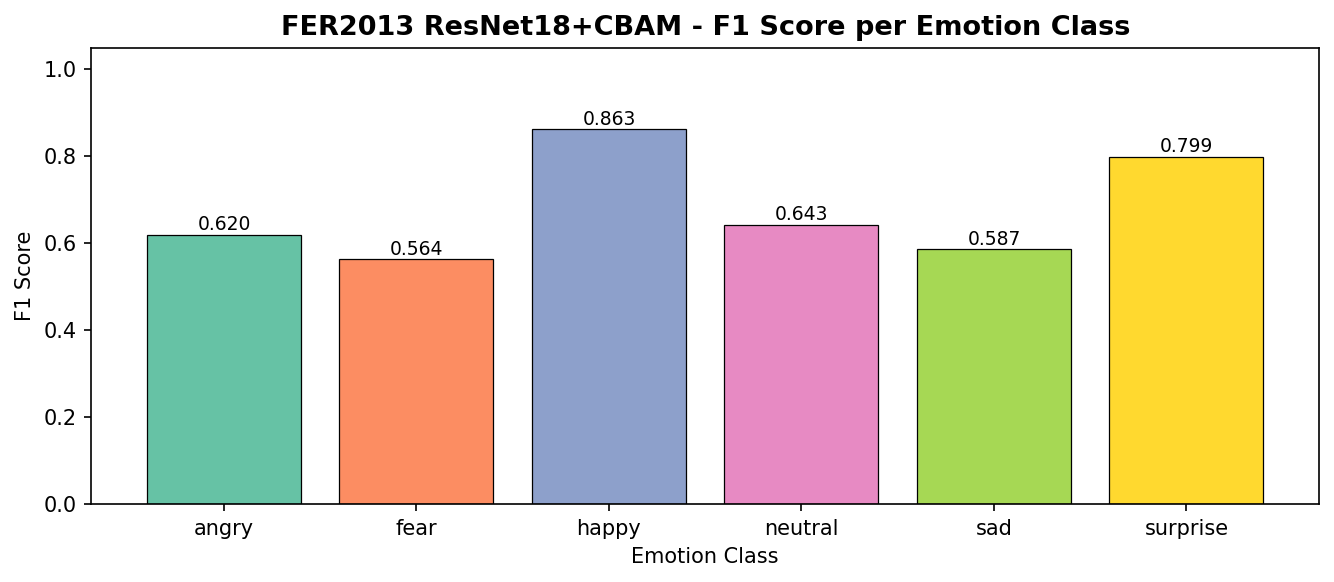 FER2013 ResNet18+CBAM - F1 Score per Emotion Class
1.0
0.8
0.6
0.4
0.2
0.0
F1 Score
0.620
0.564
0.863
0.643
0.587
0.799
angry
fear
happy
neutral
sad
surprise
Emotion Class